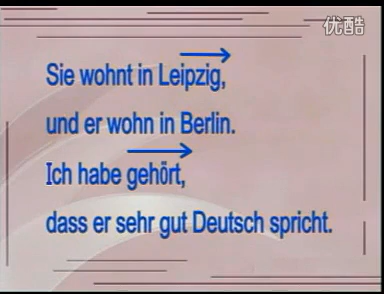 优酷
Sie wohnt in Leipzig,
und er wohn in Berlin.
Ich habe gehört,
dass er sehr gut Deutsch spricht.